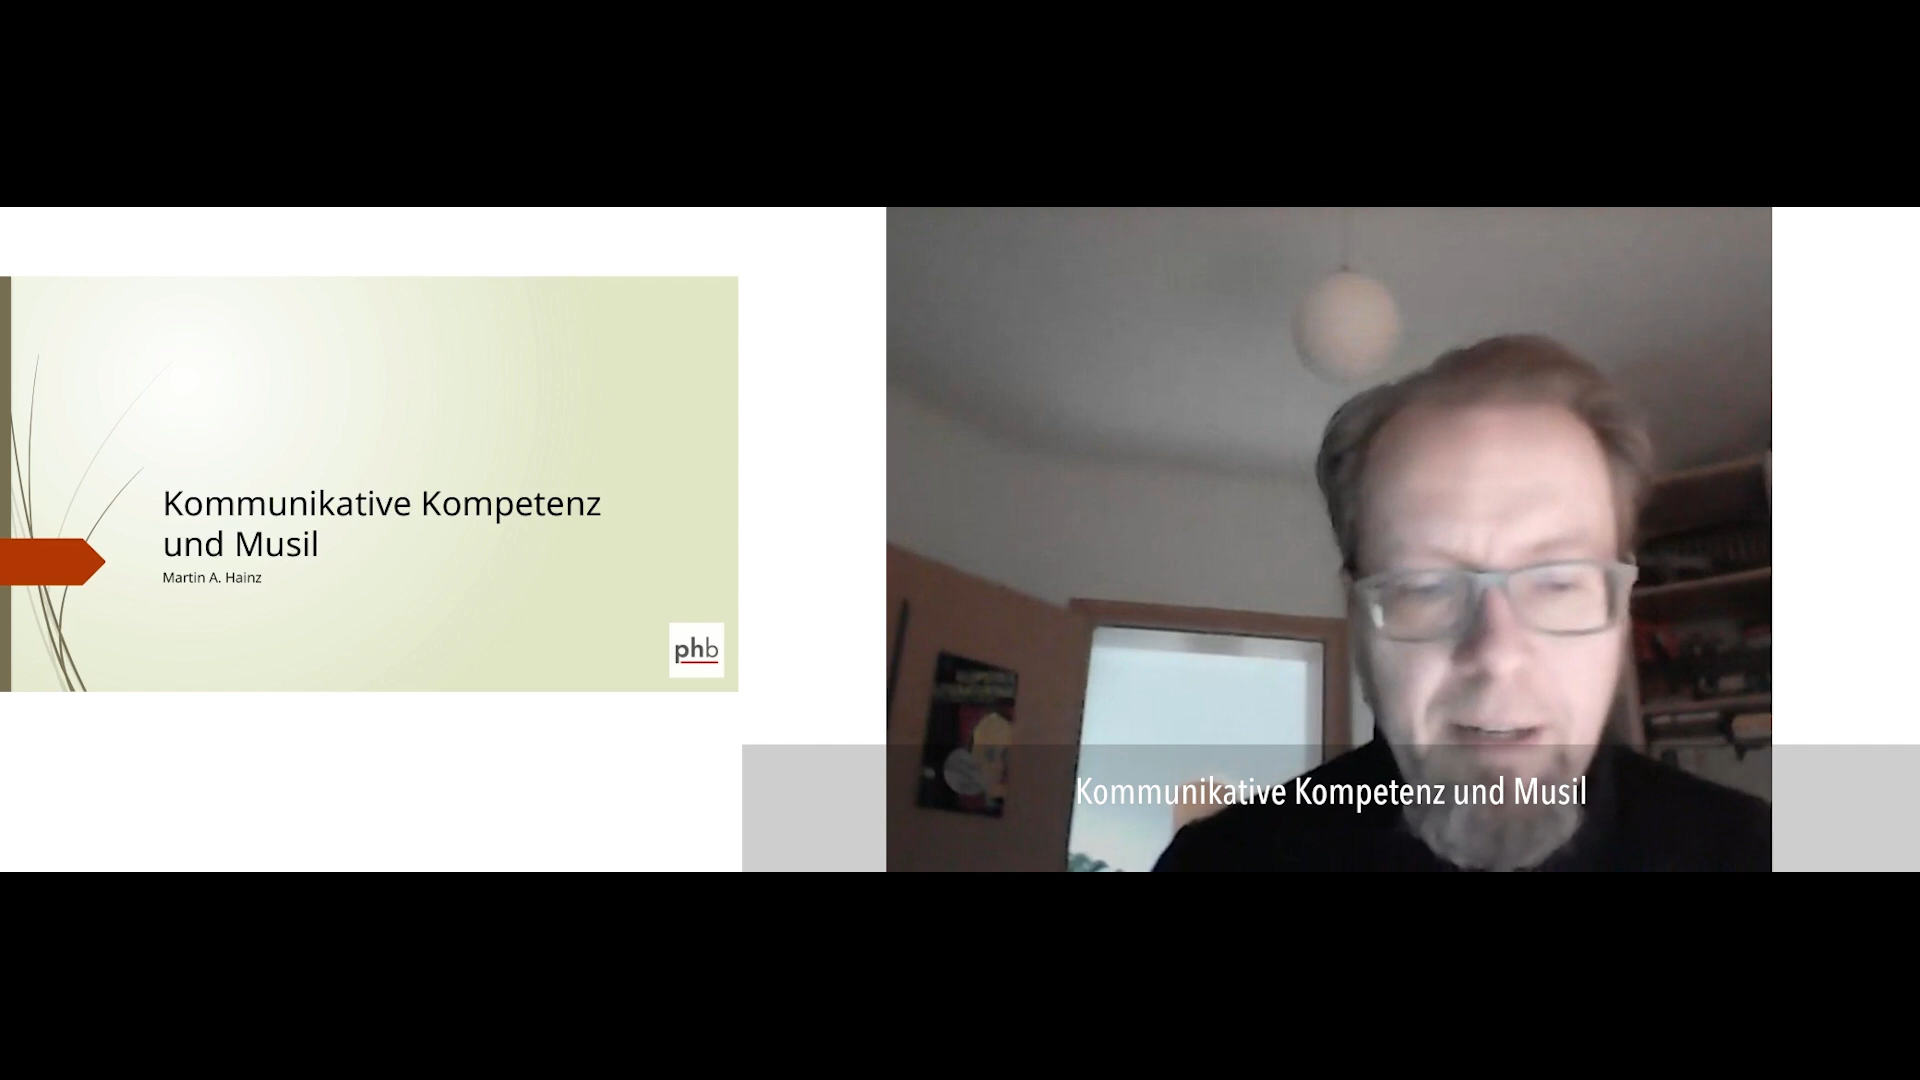 Kommunikative Kompetenz
und Musil
Martin A. Hainz
phb
Kommunikative Kompetenz und Musil